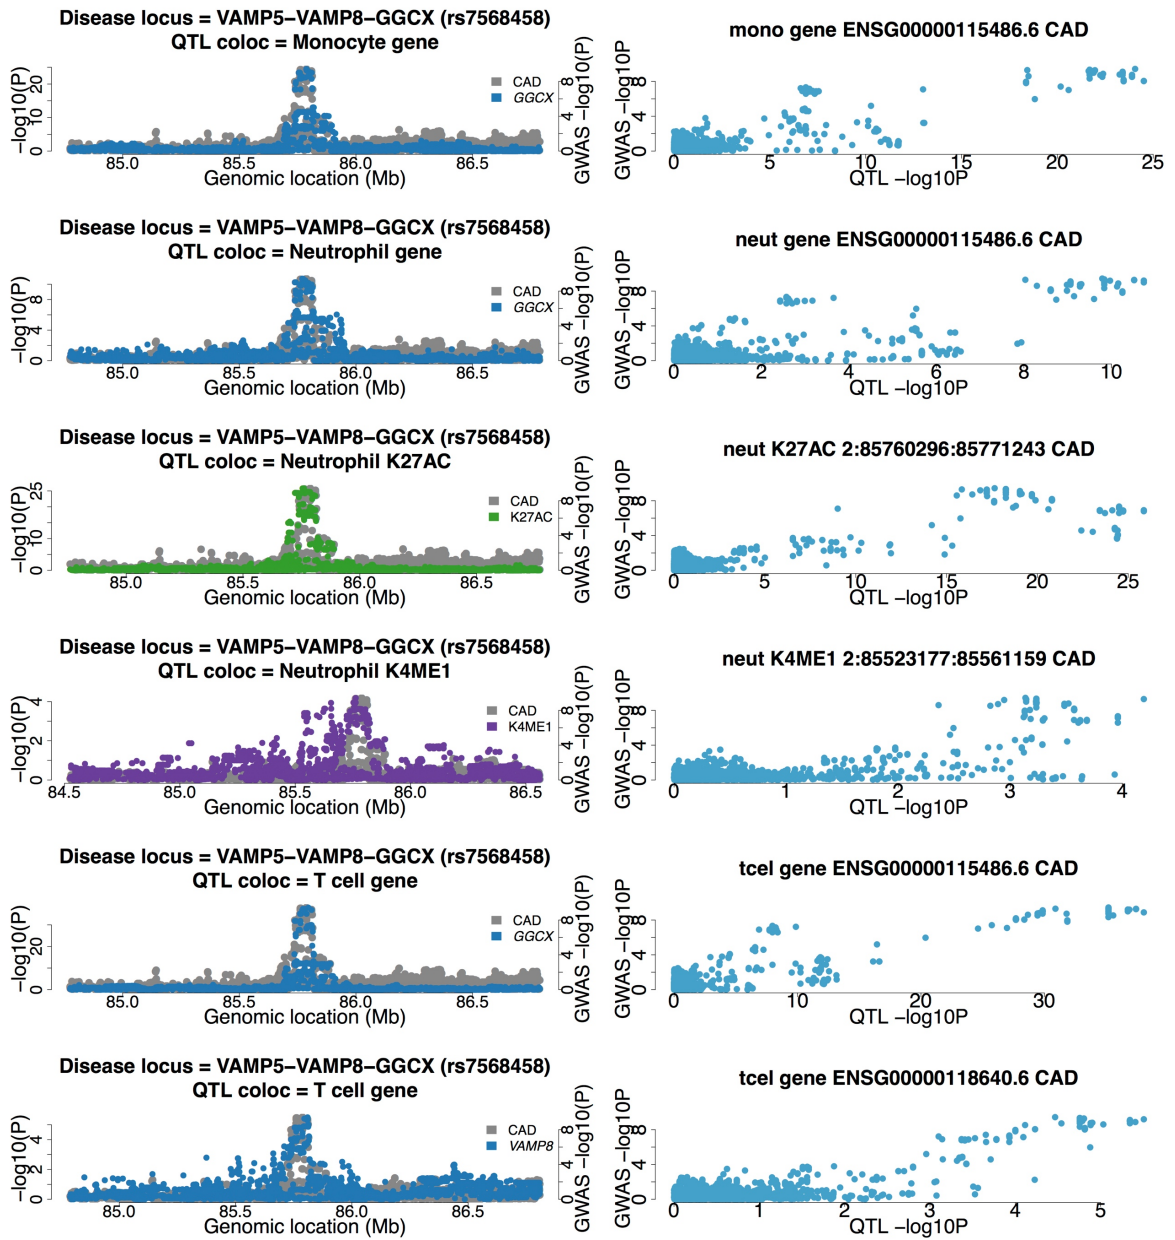 Disease locus = VAMP5−VAMP8−GGCX (rs7568458)
QTL coloc = Monocyte gene
−log10(P)
0 10 20
CAD
GGCX
GWAS −log10(P)
0 4 8
85.0 85.5 86.0 86.5
Genomic location (Mb)
mono gene ENSG00000115486.6 CAD
GWAS −log10P
0 4 8
0 5 10 15 20 25
QTL −log10P
Disease locus = VAMP5−VAMP8−GGCX (rs7568458)
QTL coloc = Neutrophil gene
−log10(P)
0 4 8
CAD
GGCX
GWAS −log10(P)
0 4 8
85.0 85.5 86.0 86.5
Genomic location (Mb)
neut gene ENSG00000115486.6 CAD
GWAS −log10P
0 4 8
0 2 4 6 8 10
QTL −log10P
Disease locus = VAMP5−VAMP8−GGCX (rs7568458)
QTL coloc = Neutrophil K27AC
−log10(P)
0 10 25
CAD
K27AC
GWAS −log10(P)
0 4 8
85.0 85.5 86.0 86.5
Genomic location (Mb)
neut K27AC 2:85760296:85771243 CAD
GWAS −log10P
0 4 8
0 5 10 15 20 25
QTL −log10P
Disease locus = VAMP5−VAMP8−GGCX (rs7568458)
QTL coloc = Neutrophil K4ME1
−log10(P)
0 2 4
CAD
K4ME1
GWAS −log10(P)
0 4 8
84.5 85.0 85.5 86.0 86.5
Genomic location (Mb)
neut K4ME1 2:85523177:85561159 CAD
GWAS −log10P
0 4 8
0 1 2 3 4
QTL −log10P
Disease locus = VAMP5−VAMP8−GGCX (rs7568458)
QTL coloc = T cell gene
−log10(P)
0 20
CAD
GGCX
GWAS −log10(P)
0 4 8
85.0 85.5 86.0 86.5
Genomic location (Mb)
tcel gene ENSG00000115486.6 CAD
GWAS −log10P
0 4 8
0 10 20 30
QTL −log10P
Disease locus = VAMP5−VAMP8−GGCX (rs7568458)
QTL coloc = T cell gene
−log10(P)
0 2 4
CAD
VAMP8
GWAS −log10(P)
0 4 8
85.0 85.5 86.0 86.5
Genomic location (Mb)
tcel gene ENSG00000118640.6 CAD
GWAS −log10P
0 4 8
0 1 2 3 4 5
QTL −log10P